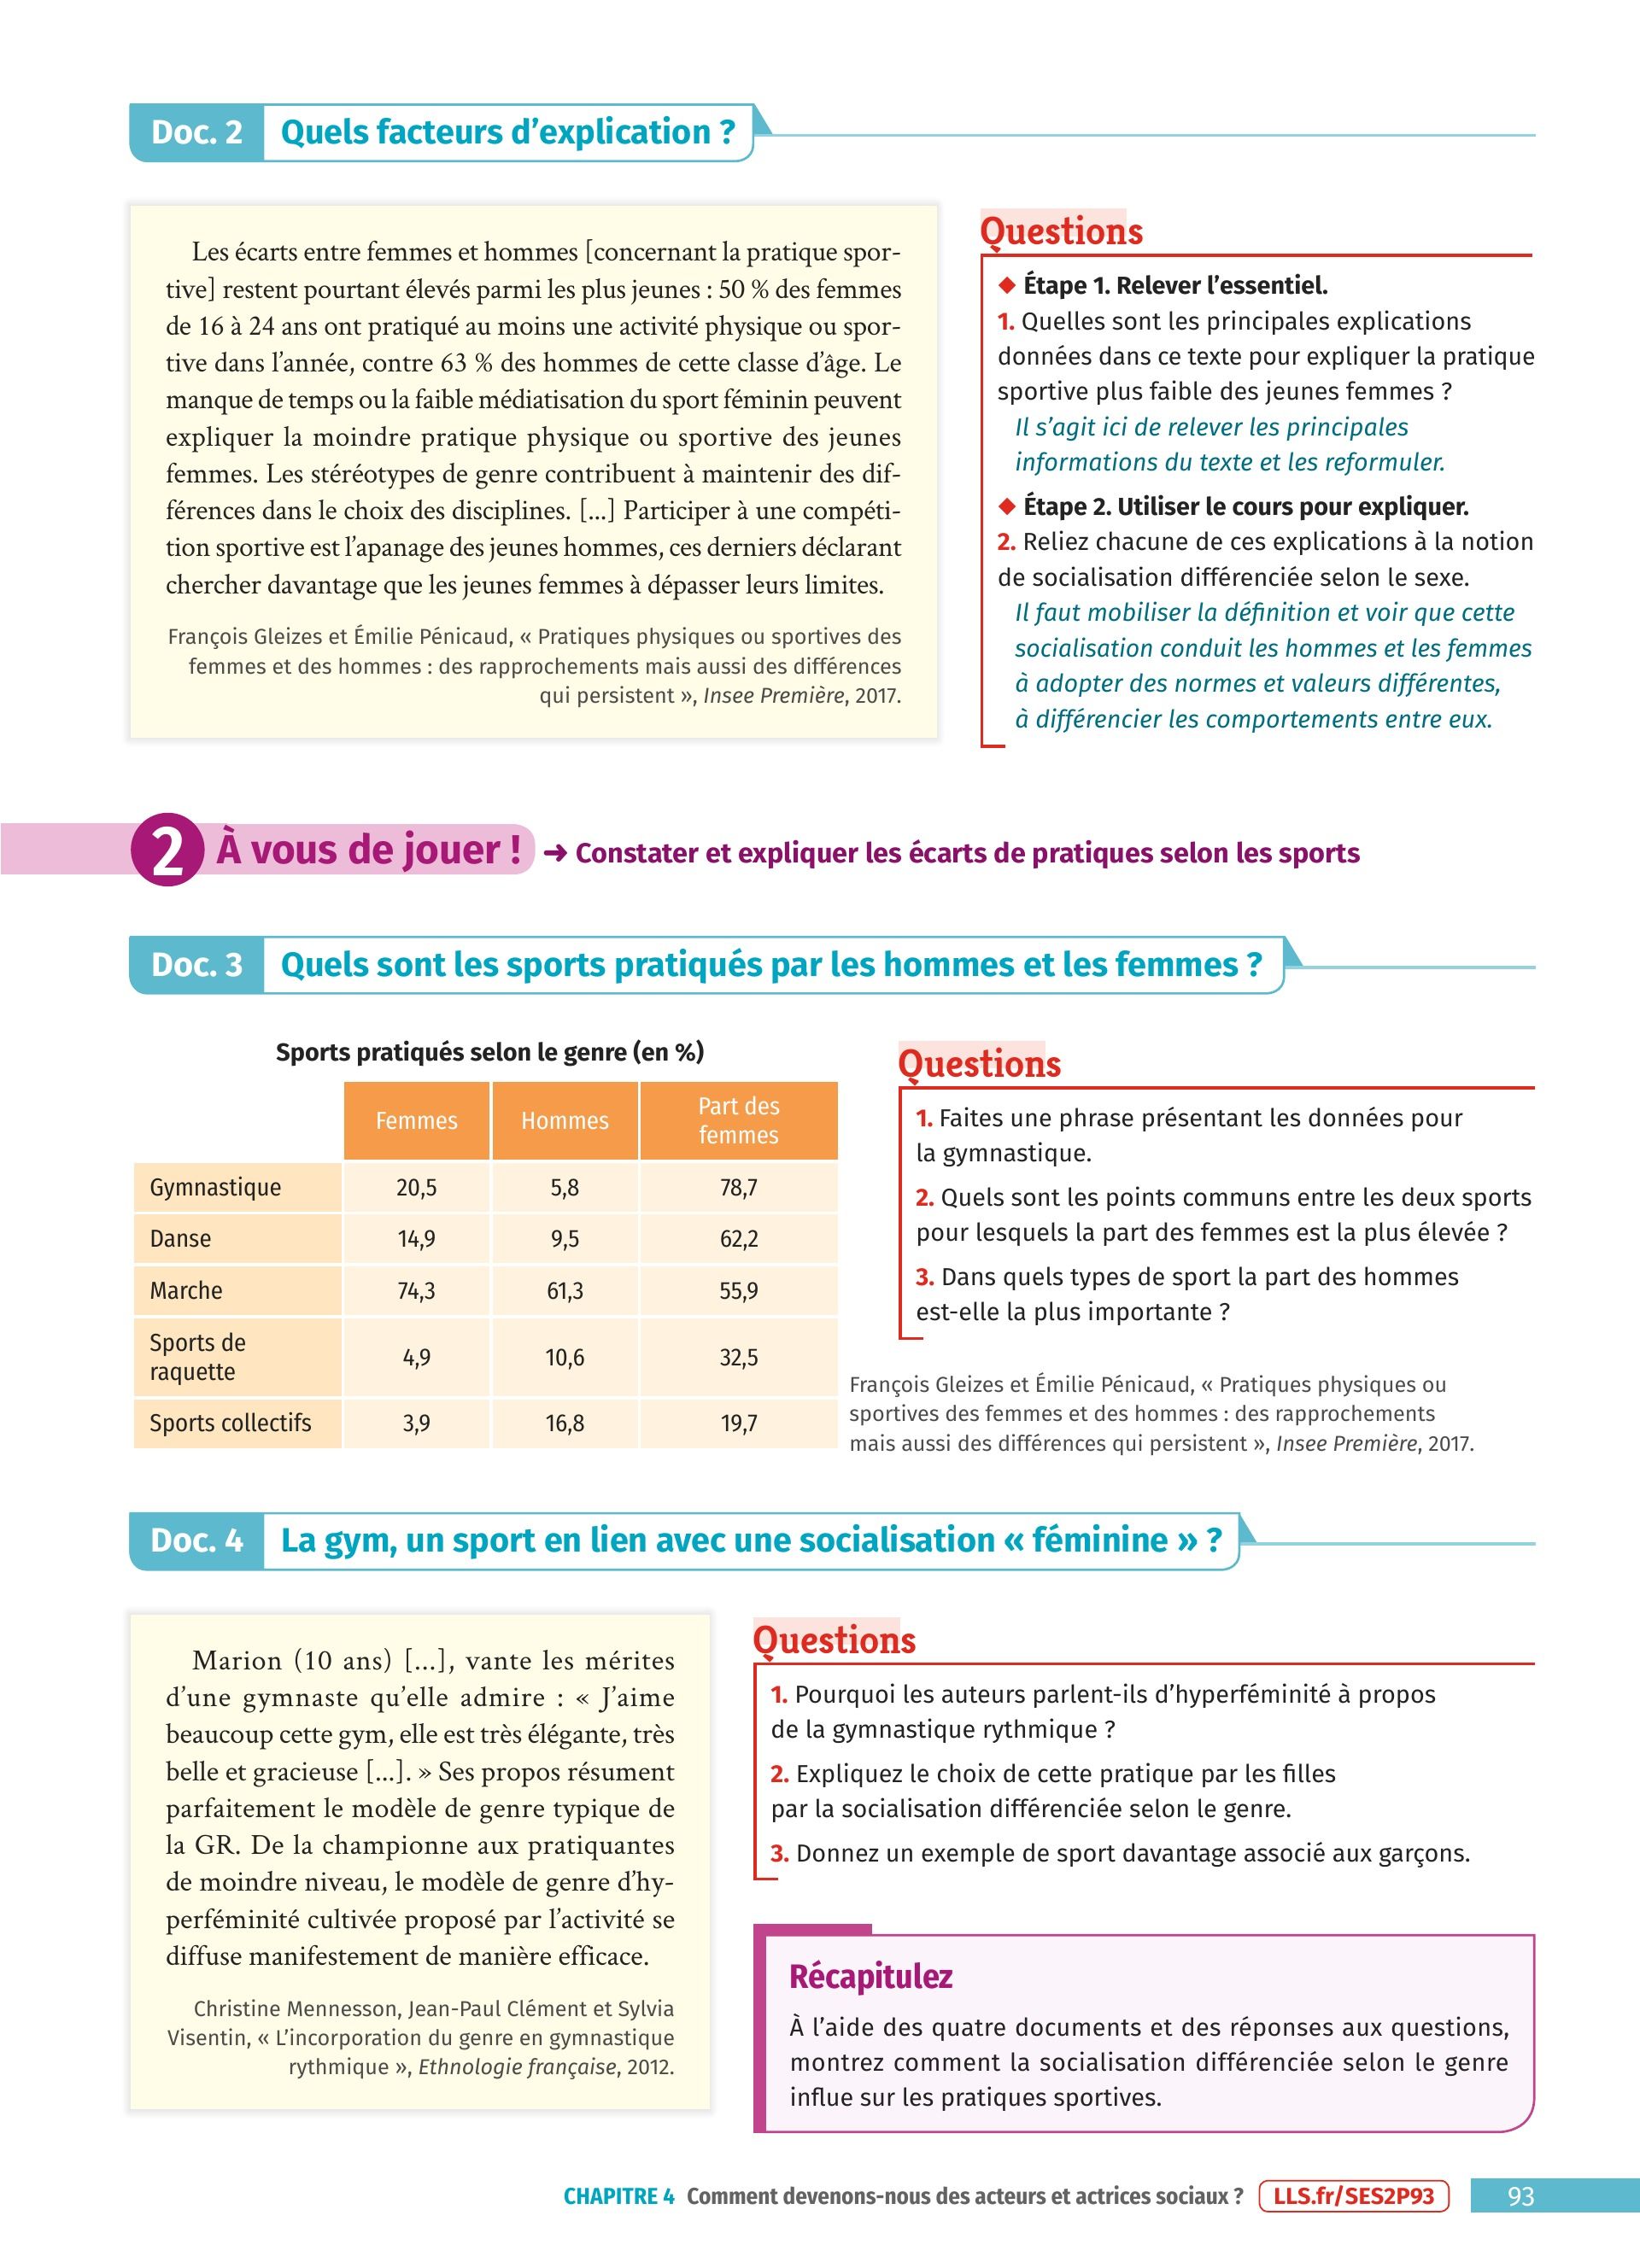 Doc. 2 Quels facteurs d’explication ?
Les écarts entre femmes et hommes [concernant la pratique spor-
tive] restent pourtant élevés parmi les plus jeunes : 50 % des femmes
de 16 à 24 ans ont pratiqué au moins une activité physique ou spor-
tive dans l’année, contre 63 % des hommes de cette classe d’âge. Le
manque de temps ou la faible médiatisation du sport féminin peuvent
expliquer la moindre pratique physique ou sportive des jeunes
femmes. Les stéréotypes de genre contribuent à maintenir des dif-
férences dans le choix des disciplines. [...] Participer à une compéti-
tion sportive est l’apanage des jeunes hommes, ces derniers déclarant
chercher davantage que les jeunes femmes à dépasser leurs limites.
François Gleizes et Émilie Pénicaud, « Pratiques physiques ou sportives des
femmes et des hommes : des rapprochements mais aussi des différences
qui persistent », Insee Première, 2017.
Questions
◆ Étape 1. Relever l’essentiel.
1. Quelles sont les principales explications
données dans ce texte pour expliquer la pratique
sportive plus faible des jeunes femmes ?
Il s’agit ici de relever les principales
informations du texte et les reformuler.
◆ Étape 2. Utiliser le cours pour expliquer.
2. Reliez chacune de ces explications à la notion
de socialisation différenciée selon le sexe.
Il faut mobiliser la définition et voir que cette
socialisation conduit les hommes et les femmes
à adopter des normes et valeurs différentes,
à différencier les comportements entre eux.
2 À vous de jouer ! ➜ Constater et expliquer les écarts de pratiques selon les sports
Doc. 3 Quels sont les sports pratiqués par les hommes et les femmes ?
Sports pratiqués selon le genre (en %)
Femmes Hommes Part des
femmes
Gymnastique 20,5 5,8 78,7
Danse 14,9 9,5 62,2
Marche 74,3 61,3 55,9
Sports de
raquette 4,9 10,6 32,5
Sports collectifs 3,9 16,8 19,7
Questions
1. Faites une phrase présentant les données pour
la gymnastique.
2. Quels sont les points communs entre les deux sports
pour lesquels la part des femmes est la plus élevée ?
3. Dans quels types de sport la part des hommes
est-elle la plus importante ?
François Gleizes et Émilie Pénicaud, « Pratiques physiques ou
sportives des femmes et des hommes : des rapprochements
mais aussi des différences qui persistent », Insee Première, 2017.
Doc. 4 La gym, un sport en lien avec une socialisation « féminine » ?
Marion (10 ans) [...], vante les mérites
d’une gymnaste qu’elle admire : « J’aime
beaucoup cette gym, elle est très élégante, très
belle et gracieuse [...]. » Ses propos résument
parfaitement le modèle de genre typique de
la GR. De la championne aux pratiquantes
de moindre niveau, le modèle de genre d’hy-
perféminité cultivée proposé par l’activité se
diffuse manifestement de manière efficace.
Christine Mennesson, Jean-Paul Clément et Sylvia
Visentin, « L’incorporation du genre en gymnastique
rythmique », Ethnologie française, 2012.
Questions
1. Pourquoi les auteurs parlent-ils d’hyperféminité à propos
de la gymnastique rythmique ?
2. Expliquez le choix de cette pratique par les filles
par la socialisation différenciée selon le genre.
3. Donnez un exemple de sport davantage associé aux garçons.
Récapitulez
À l’aide des quatre documents et des réponses aux questions,
montrez comment la socialisation différenciée selon le genre
influe sur les pratiques sportives.
CHAPITRE 4 Comment devenons-nous des acteurs et actrices sociaux ? LLS.fr/SES2P93 93